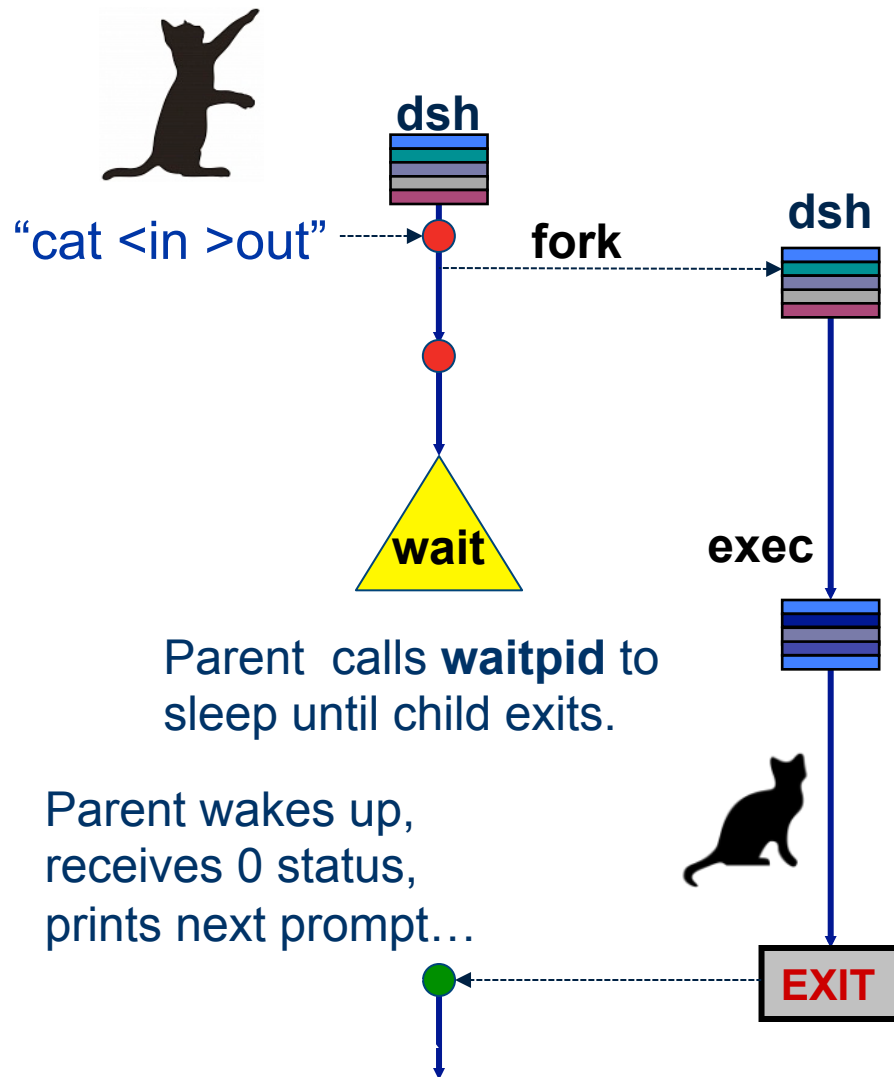 dsh
“cat <in >out”
fork
dsh
wait
exec
Parent calls waitpid to
sleep until child exits.
Parent wakes up,
receives 0 status,
prints next prompt…
EXIT